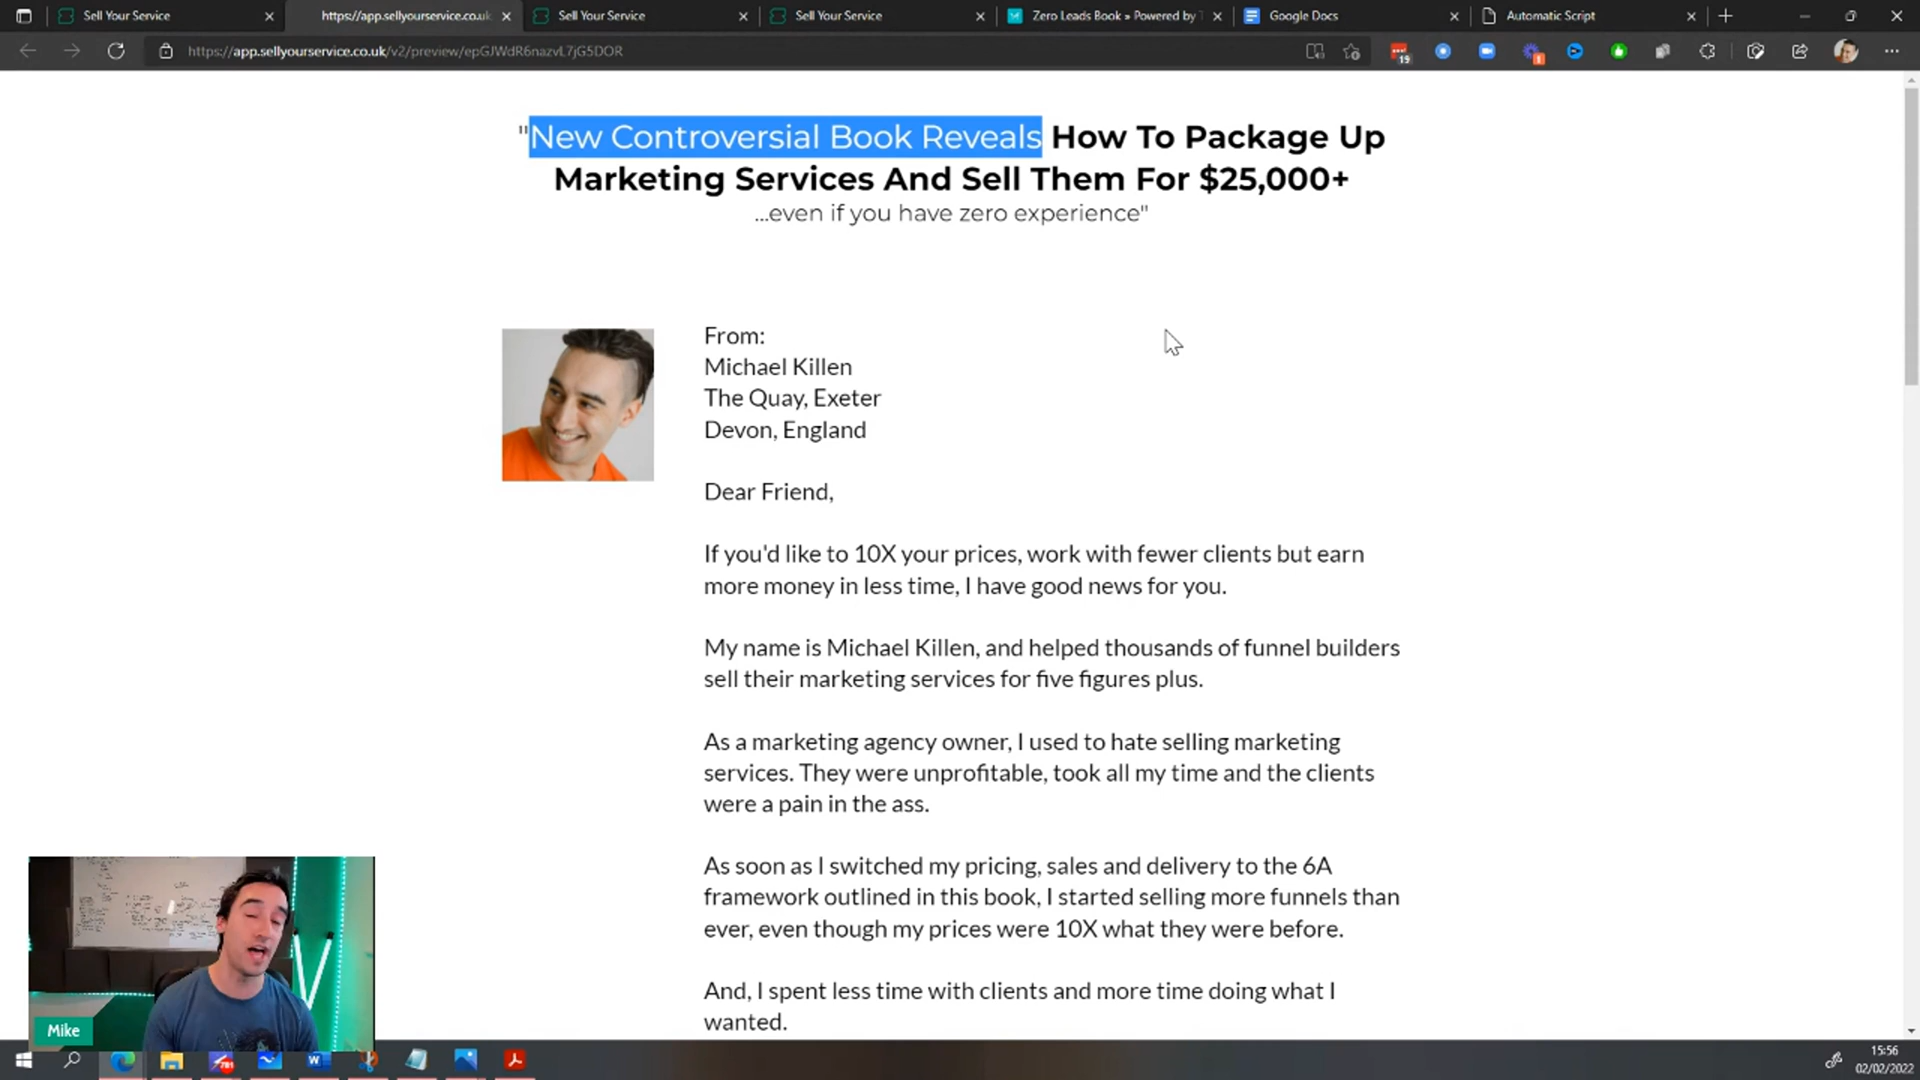 Sell Your Service
https://app.sellyourservice.co.uk
Sell Your Service
Sell Your Service
Zero Leads Book » Powered by
Google Docs
Automatic Script
https://app.sellyourservice.co.uk/v2/preview/epGJWdR6nazvL7jG5DOR
19
1
"New Controversial Book Reveals How To Package Up
Marketing Services And Sell Them For $25,000+
...even if you have zero experience"
From:
Michael Killen
The Quay, Exeter
Devon, England
Dear Friend,
If you'd like to 10X your prices, work with fewer clients but earn
more money in less time, I have good news for you.
My name is Michael Killen, and helped thousands of funnel builders
sell their marketing services for five figures plus.
As a marketing agency owner, I used to hate selling marketing
services. They were unprofitable, took all my time and the clients
were a pain in the ass.
As soon as I switched my pricing, sales and delivery to the 6A
framework outlined in this book, I started selling more funnels than
ever, even though my prices were 10X what they were before.
And, I spent less time with clients and more time doing what I
wanted.
Mike
781
15:56
02/02/2022